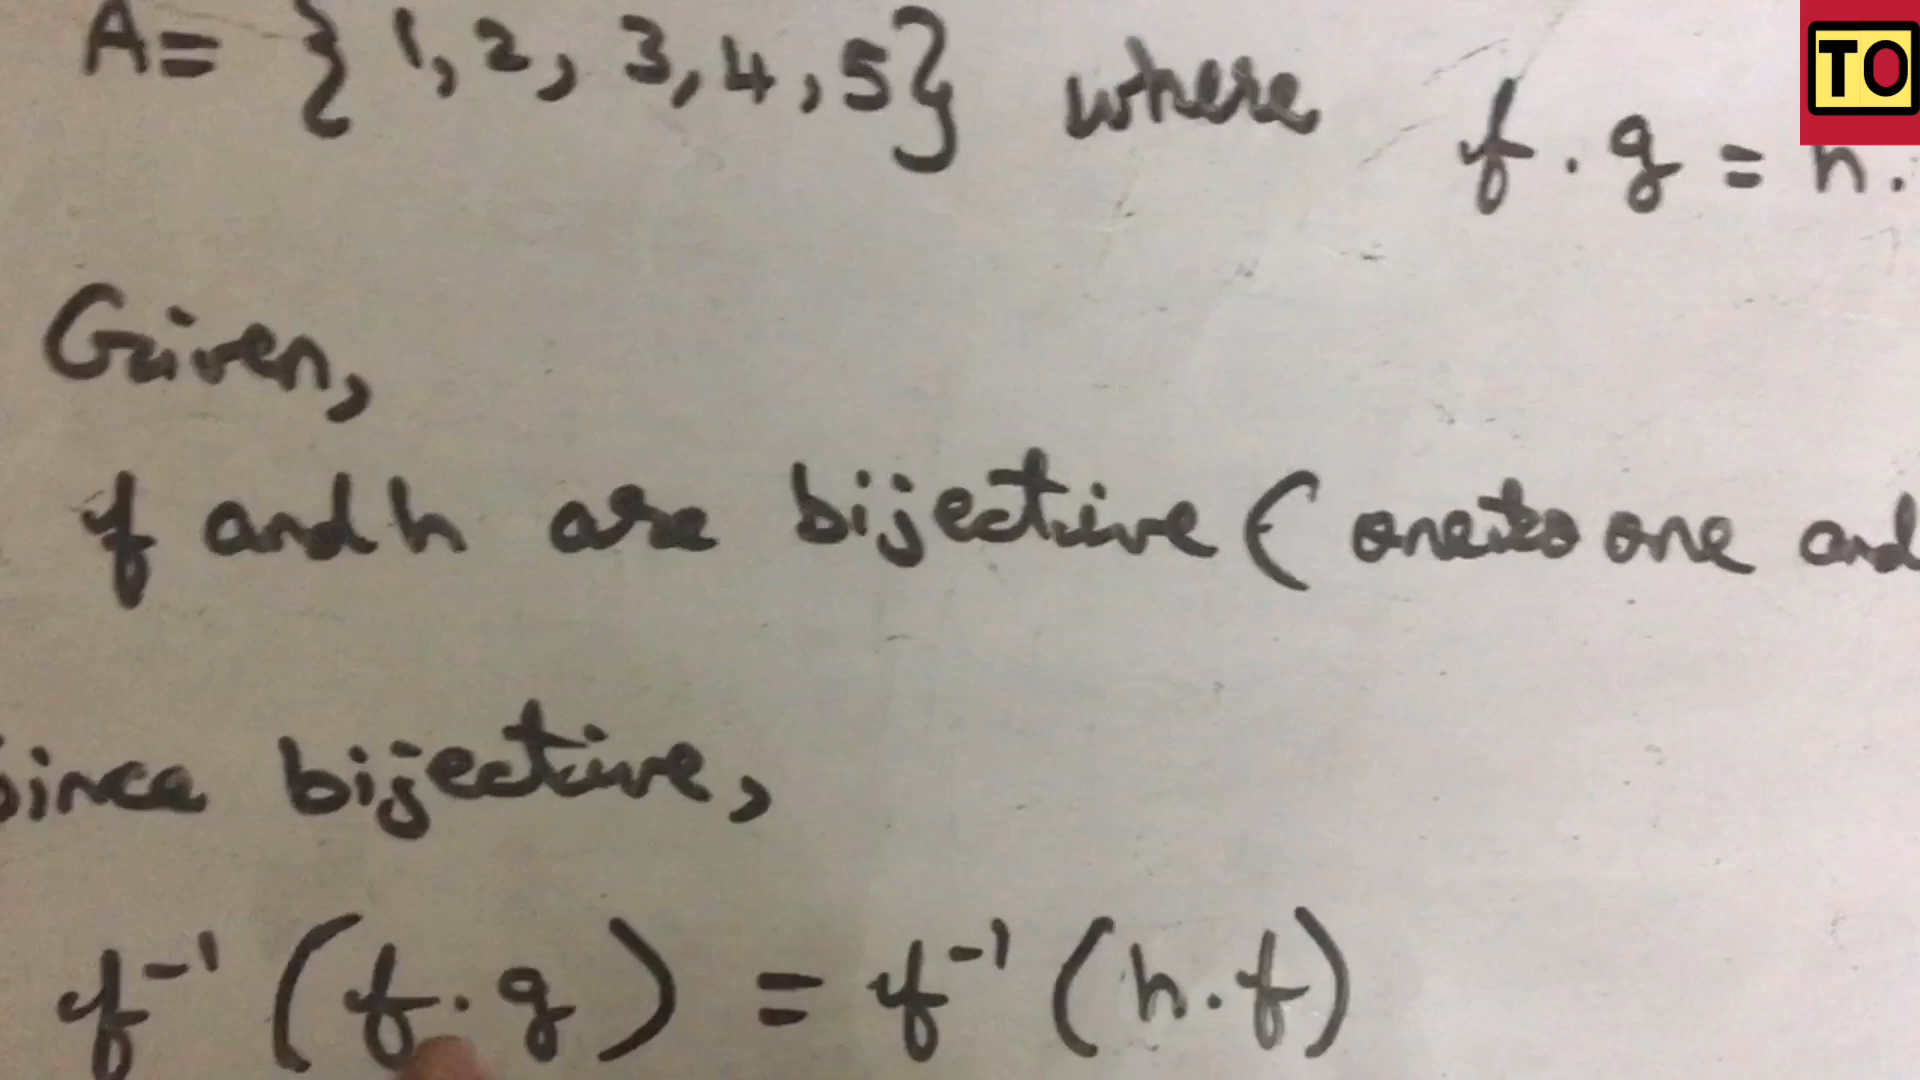 A= { 1, 2, 3, 4, 5} where f . g = h .
TO
Given,
f and h are bijective ( one to one and
Since bijective,
f⁻¹ (f . g) = f⁻¹ (h . f)